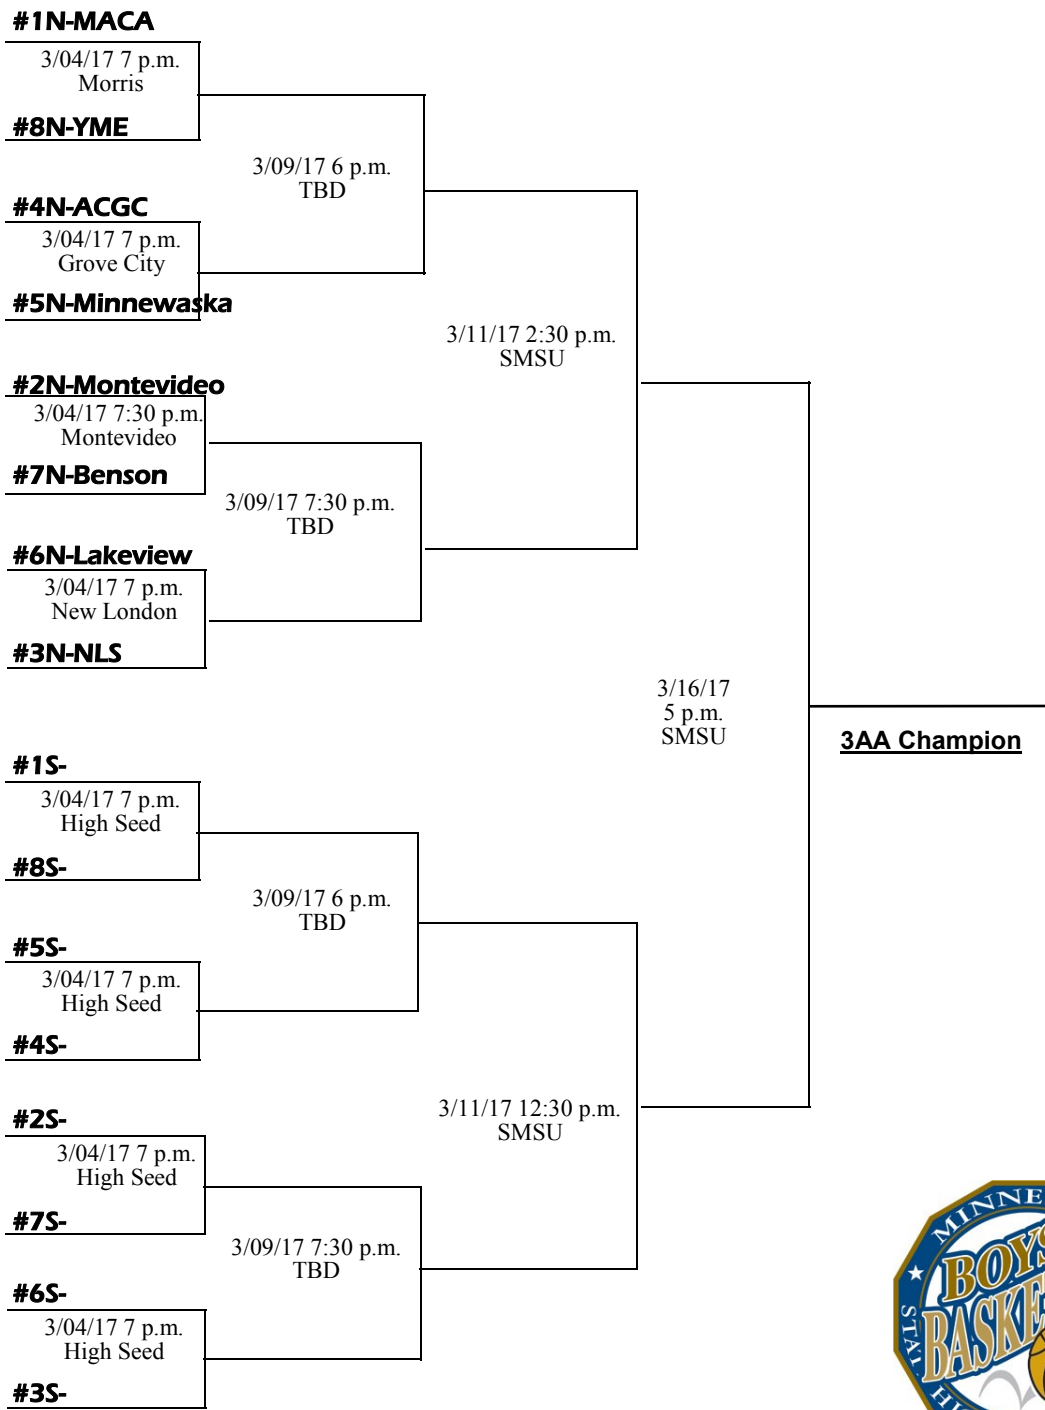 #1N-MACA
3/04/17 7 p.m.
Morris
#8N-YME
3/09/17 6 p.m.
TBD
#4N-ACGC
3/04/17 7 p.m.
Grove City
#5N-Minnewaska
3/11/17 2:30 p.m.
SMSU
#2N-Montevideo
3/04/17 7:30 p.m.
Montevideo
#7N-Benson
3/09/17 7:30 p.m.
TBD
#6N-Lakeview
3/04/17 7 p.m.
New London
#3N-NLS
3/16/17
5 p.m.
SMSU
3AA Champion
#1S-
3/04/17 7 p.m.
High Seed
#8S-
3/09/17 6 p.m.
TBD
#5S-
3/04/17 7 p.m.
High Seed
#4S-
3/11/17 12:30 p.m.
SMSU
#2S-
3/04/17 7 p.m.
High Seed
#7S-
3/09/17 7:30 p.m.
TBD
#6S-
3/04/17 7 p.m.
High Seed
#3S-
MINNE
BOYS
BASKE
STA
HI